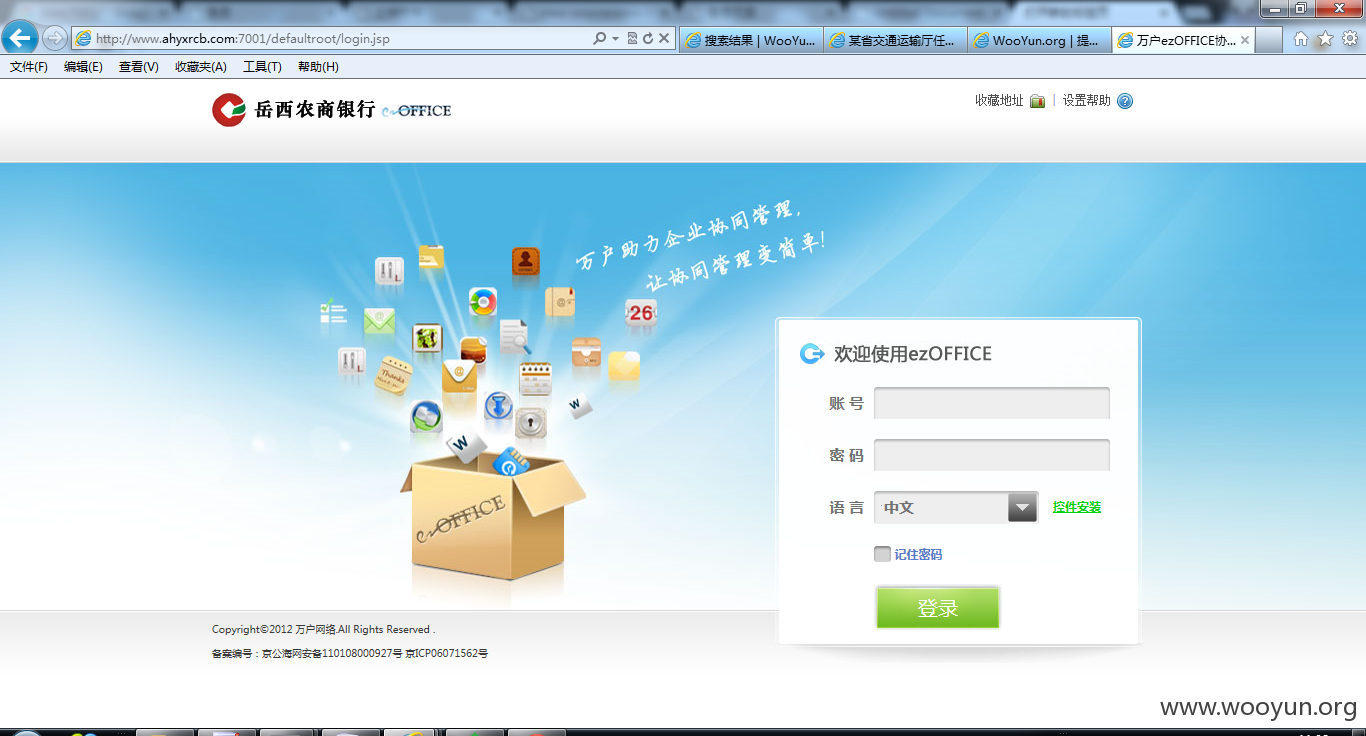 http://www.ahyxrcb.com:7001/defaultroot/login.jsp
搜索结果 | WooYu...
某省交通运输厅任...
WooYun.org | 提...
万户ezOFFICE协...
文件(F) 编辑(E) 查看(V) 收藏夹(A) 工具(T) 帮助(H)
岳西农商银行 OFFICE
收藏地址 | 设置帮助
万户助力企业协同管理,
让协同管理变简单!
26
Thanks
W
W
OFFICE
欢迎使用ezOFFICE
账 号
密 码
语 言 中文 控件安装
记住密码
登录
Copyright©2012 万户网络.All Rights Reserved .
备案编号：京公海网安备110108000927号 京ICP06071562号
www.wooyun.org